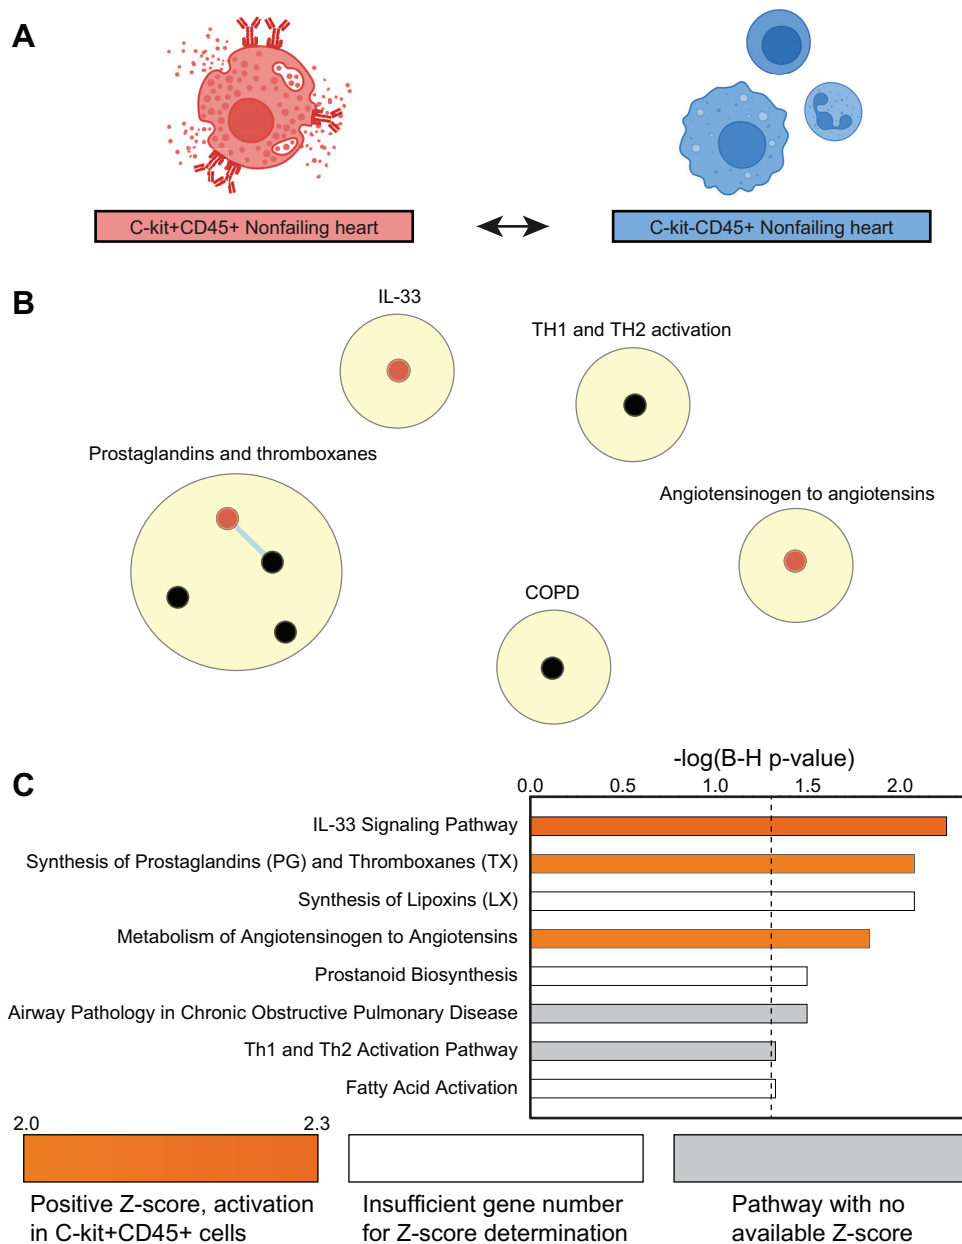 A
C-kit+CD45+ Nonfailing heart
C-kit-CD45+ Nonfailing heart
B
IL-33
TH1 and TH2 activation
Prostaglandins and thromboxanes
Angiotensinogen to angiotensins
COPD
C
-log(B-H p-value)
0.0 0.5 1.0 1.5 2.0
IL-33 Signaling Pathway
Synthesis of Prostaglandins (PG) and Thromboxanes (TX)
Synthesis of Lipoxins (LX)
Metabolism of Angiotensinogen to Angiotensins
Prostanoid Biosynthesis
Airway Pathology in Chronic Obstructive Pulmonary Disease
Th1 and Th2 Activation Pathway
Fatty Acid Activation
2.0 2.3
Positive Z-score, activation
in C-kit+CD45+ cells
Insufficient gene number
for Z-score determination
Pathway with no
available Z-score